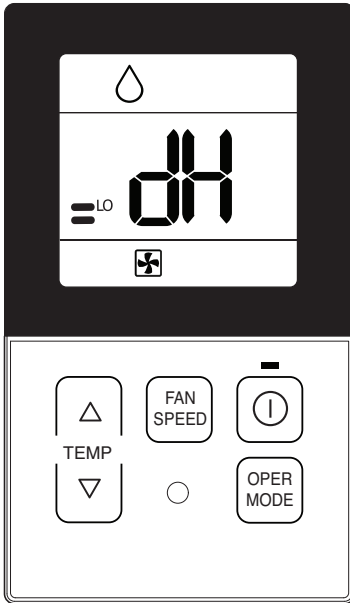 dH
LO
FAN
SPEED
TEMP
OPER
MODE